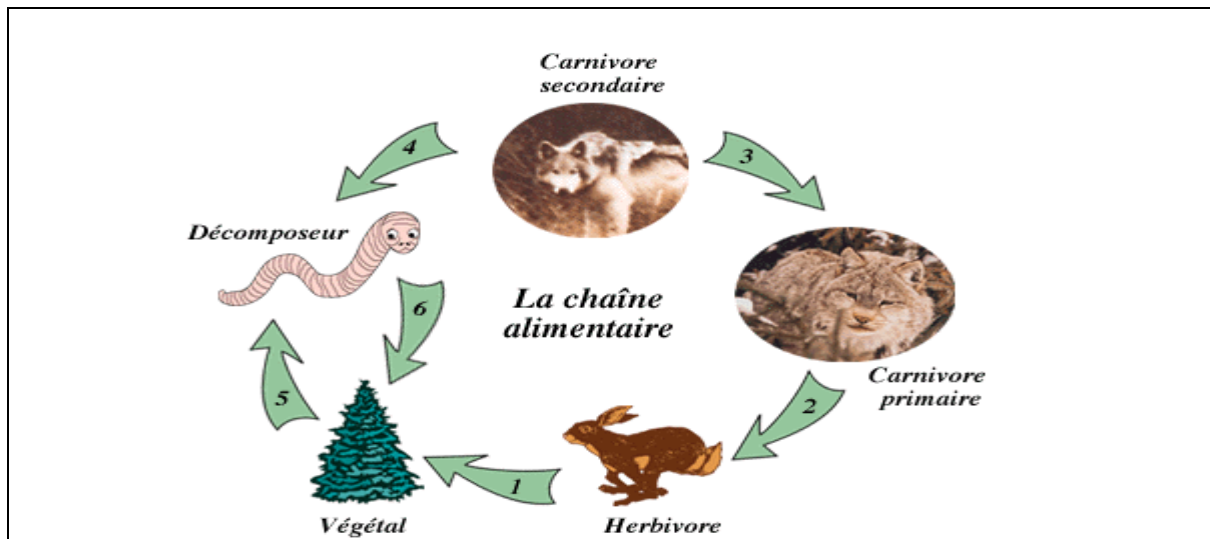 Carnivore
secondaire
4
3
Décomposeur
6
La chaîne
alimentaire
Carnivore
primaire
5
2
1
Végétal
Herbivore